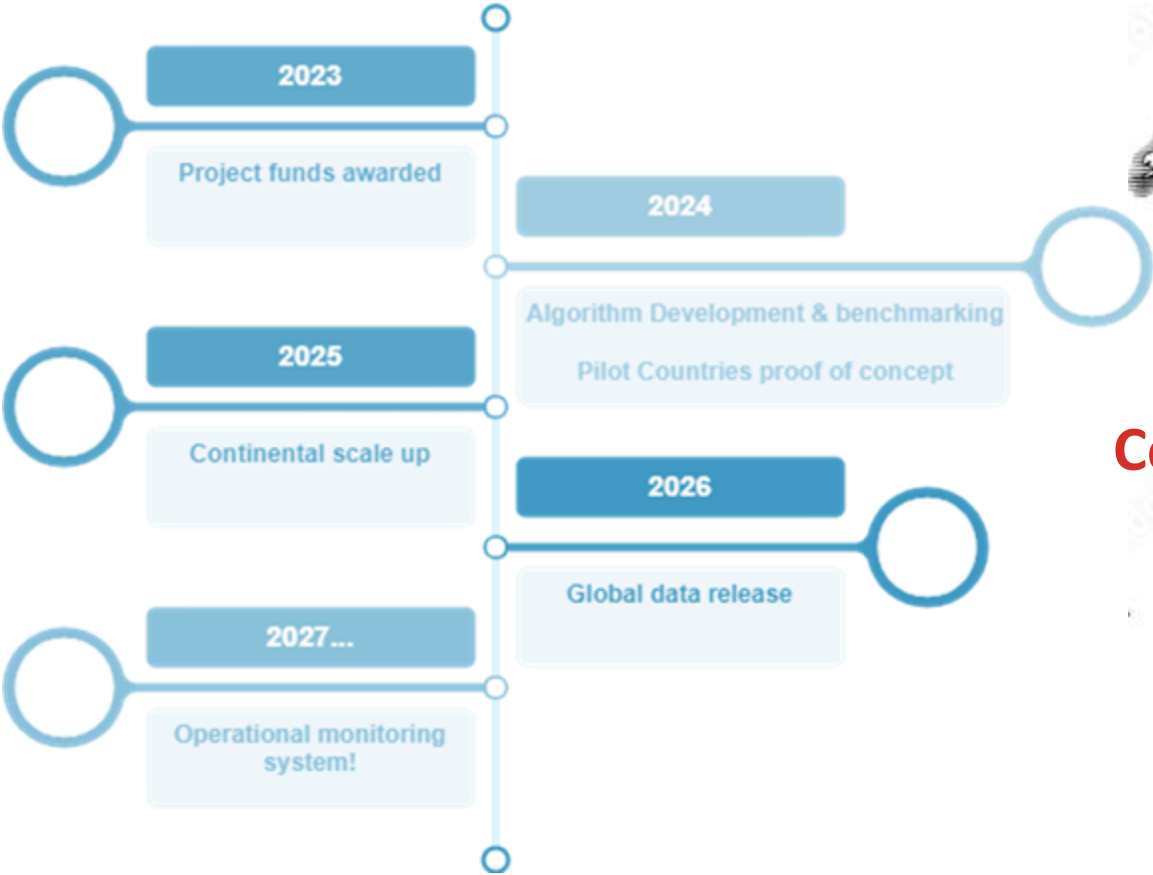 2023
Project funds awarded
2024
Algorithm Development & benchmarking
Pilot Countries proof of concept
2025
Continental scale up
2026
Global data release
2027...
Operational monitoring
system!